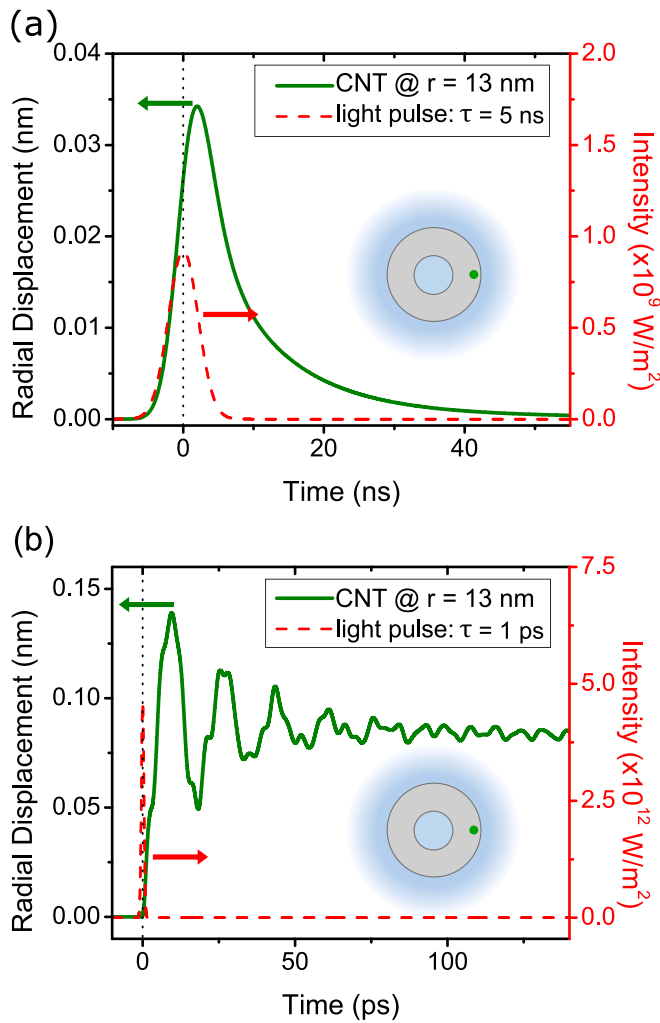 (a)
0.04
0.03
0.02
0.01
0.00
Radial Displacement (nm)
CNT @ r = 13 nm
light pulse: τ = 5 ns
2.0
1.5
1.0
0.5
0.0
Intensity (x10⁹ W/m²)
0 20 40
Time (ns)
(b)
0.15
0.10
0.05
0.00
Radial Displacement (nm)
CNT @ r = 13 nm
light pulse: τ = 1 ps
7.5
5.0
2.5
0.0
Intensity (x10¹² W/m²)
0 50 100
Time (ps)